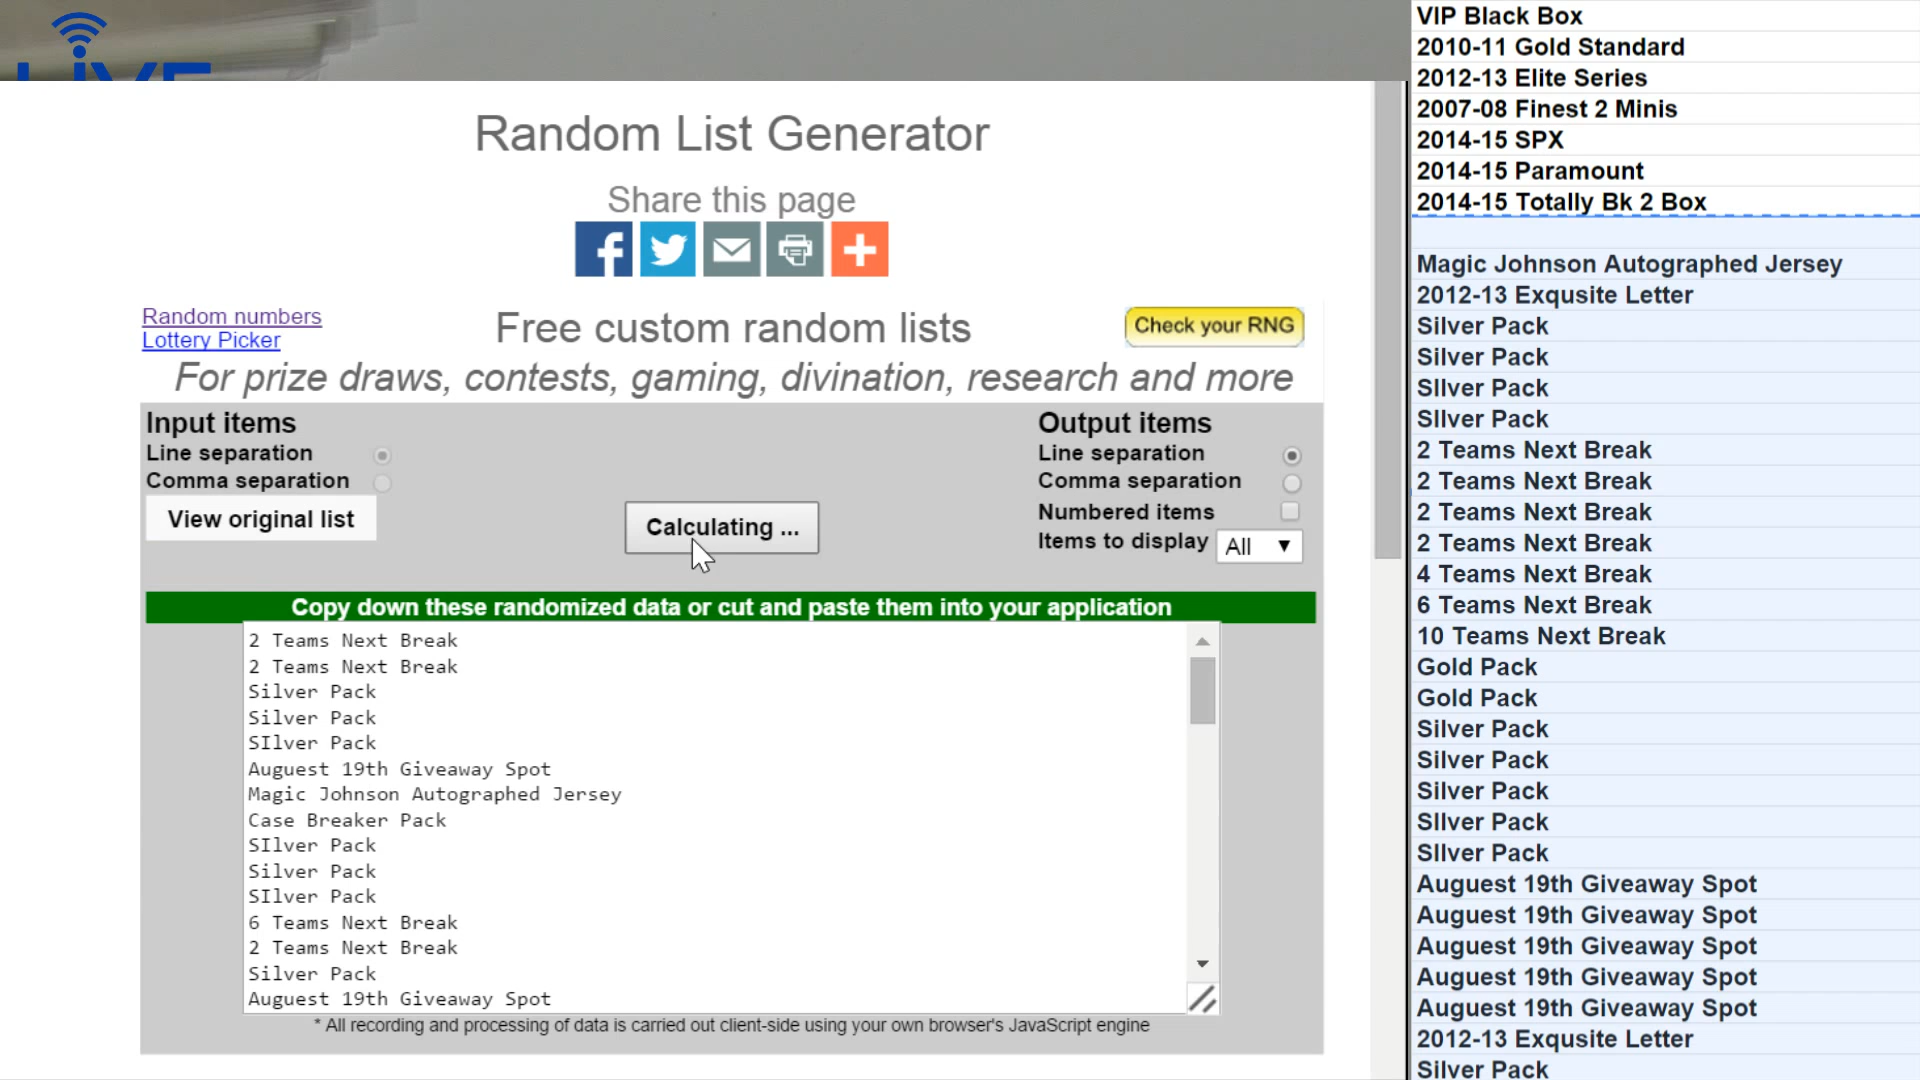 LIVE
Random List Generator
Share this page
Random numbers
Lottery Picker
Free custom random lists
Check your RNG
For prize draws, contests, gaming, divination, research and more
Input items
Line separation
Comma separation
View original list
Calculating ...
Output items
Line separation
Comma separation
Numbered items
Items to display All
Copy down these randomized data or cut and paste them into your application
2 Teams Next Break
2 Teams Next Break
Silver Pack
Silver Pack
SIlver Pack
Auguest 19th Giveaway Spot
Magic Johnson Autographed Jersey
Case Breaker Pack
SIlver Pack
Silver Pack
SIlver Pack
6 Teams Next Break
2 Teams Next Break
Silver Pack
Auguest 19th Giveaway Spot
* All recording and processing of data is carried out client-side using your own browser's JavaScript engine
VIP Black Box
2010-11 Gold Standard
2012-13 Elite Series
2007-08 Finest 2 Minis
2014-15 SPX
2014-15 Paramount
2014-15 Totally Bk 2 Box
Magic Johnson Autographed Jersey
2012-13 Exqusite Letter
Silver Pack
Silver Pack
SIlver Pack
SIlver Pack
2 Teams Next Break
2 Teams Next Break
2 Teams Next Break
2 Teams Next Break
4 Teams Next Break
6 Teams Next Break
10 Teams Next Break
Gold Pack
Gold Pack
Silver Pack
Silver Pack
Silver Pack
SIlver Pack
SIlver Pack
Auguest 19th Giveaway Spot
Auguest 19th Giveaway Spot
Auguest 19th Giveaway Spot
Auguest 19th Giveaway Spot
Auguest 19th Giveaway Spot
2012-13 Exqusite Letter
Silver Pack